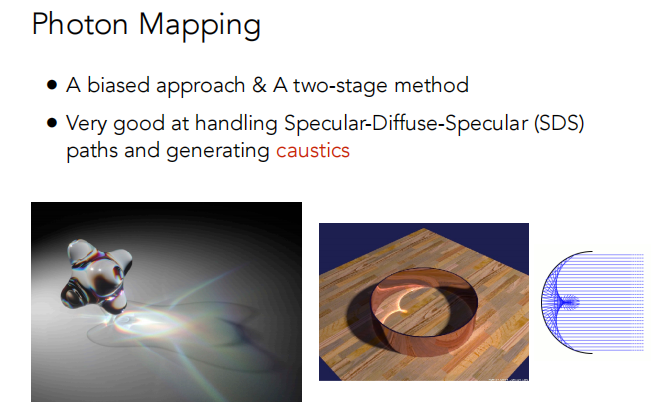 Photon Mapping
• A biased approach & A two-stage method
• Very good at handling Specular-Diffuse-Specular (SDS)
paths and generating caustics